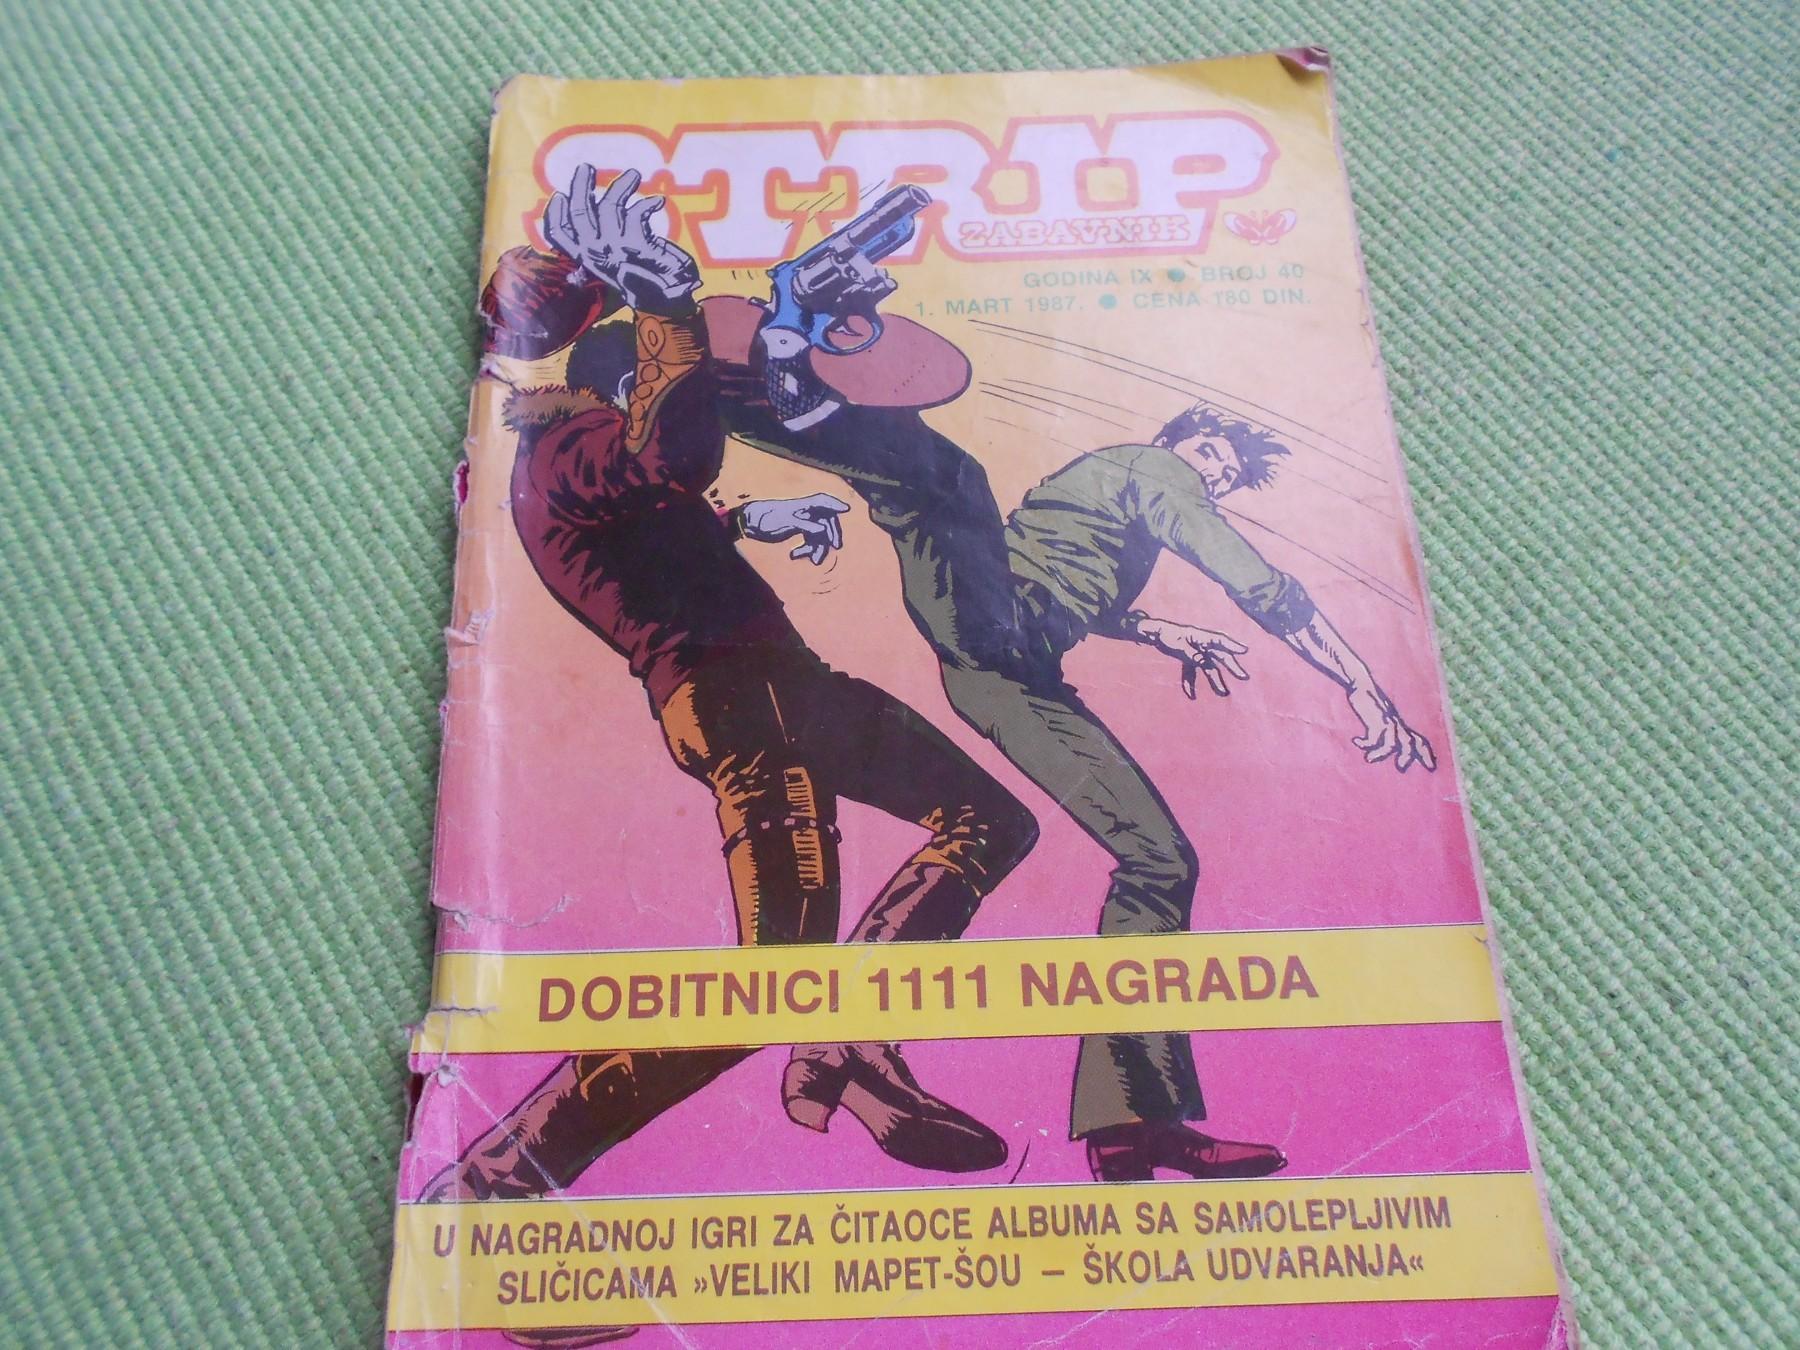 STRIP
ZABAVNIK
GODINA IX ● BROJ 40
1. MART 1987. ● CENA 180 DIN.
DOBITNICI 1111 NAGRADA
U NAGRADNOJ IGRI ZA ČITAOCE ALBUMA SA SAMOLEPLJIVIM
SLIČICAMA »VELIKI MAPET-ŠOU – ŠKOLA UDVARANJA«